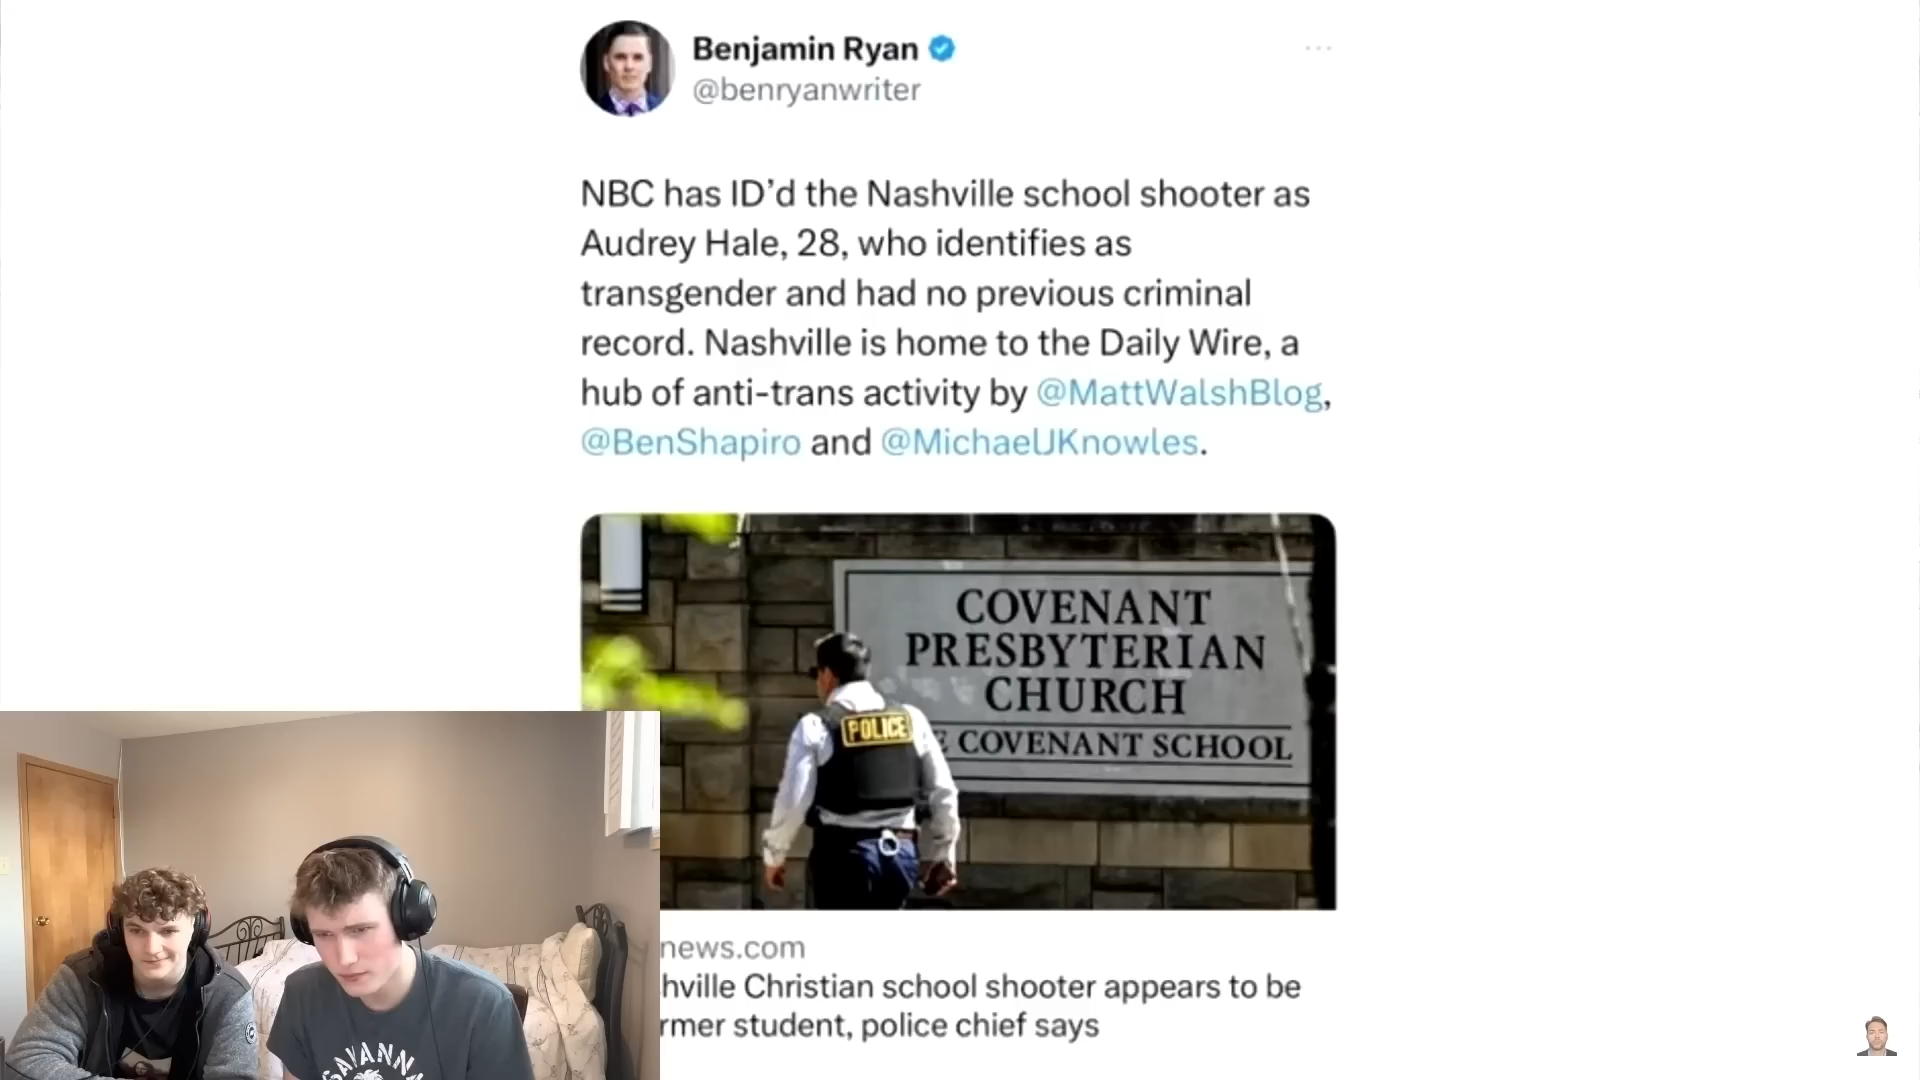 Benjamin Ryan
@benryanwriter
NBC has ID’d the Nashville school shooter as
Audrey Hale, 28, who identifies as
transgender and had no previous criminal
record. Nashville is home to the Daily Wire, a
hub of anti-trans activity by @MattWalshBlog,
@BenShapiro and @MichaelJKnowles.
COVENANT
PRESBYTERIAN
CHURCH
COVENANT SCHOOL
POLICE
news.com
hville Christian school shooter appears to be
rmer student, police chief says
SAVANNA